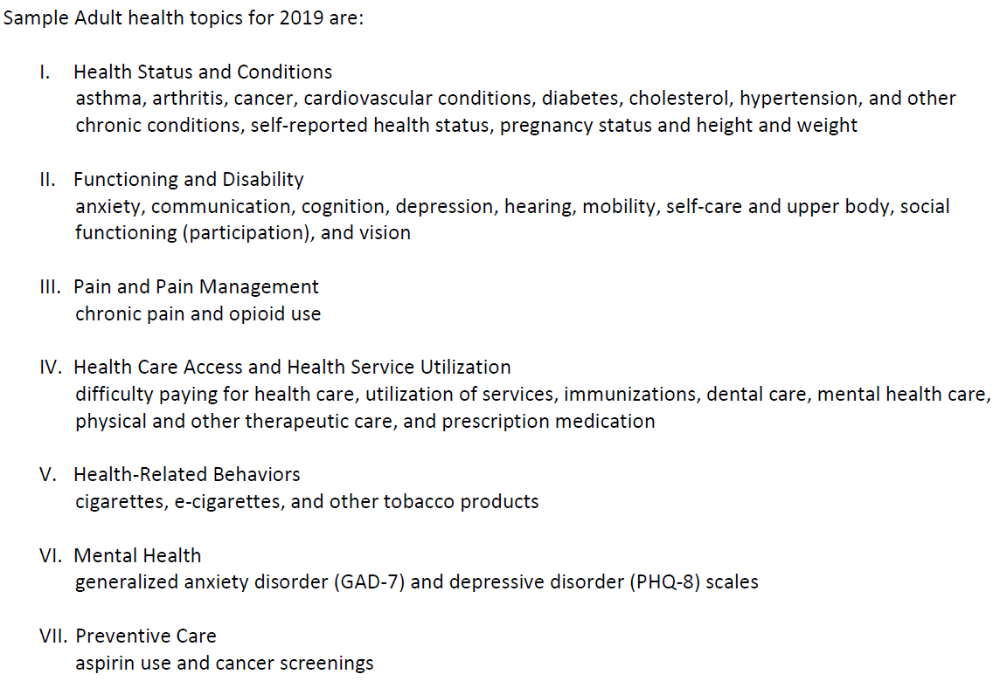 Sample Adult health topics for 2019 are:
I. Health Status and Conditions
asthma, arthritis, cancer, cardiovascular conditions, diabetes, cholesterol, hypertension, and other
chronic conditions, self-reported health status, pregnancy status and height and weight
II. Functioning and Disability
anxiety, communication, cognition, depression, hearing, mobility, self-care and upper body, social
functioning (participation), and vision
III. Pain and Pain Management
chronic pain and opioid use
IV. Health Care Access and Health Service Utilization
difficulty paying for health care, utilization of services, immunizations, dental care, mental health care,
physical and other therapeutic care, and prescription medication
V. Health-Related Behaviors
cigarettes, e-cigarettes, and other tobacco products
VI. Mental Health
generalized anxiety disorder (GAD-7) and depressive disorder (PHQ-8) scales
VII. Preventive Care
aspirin use and cancer screenings